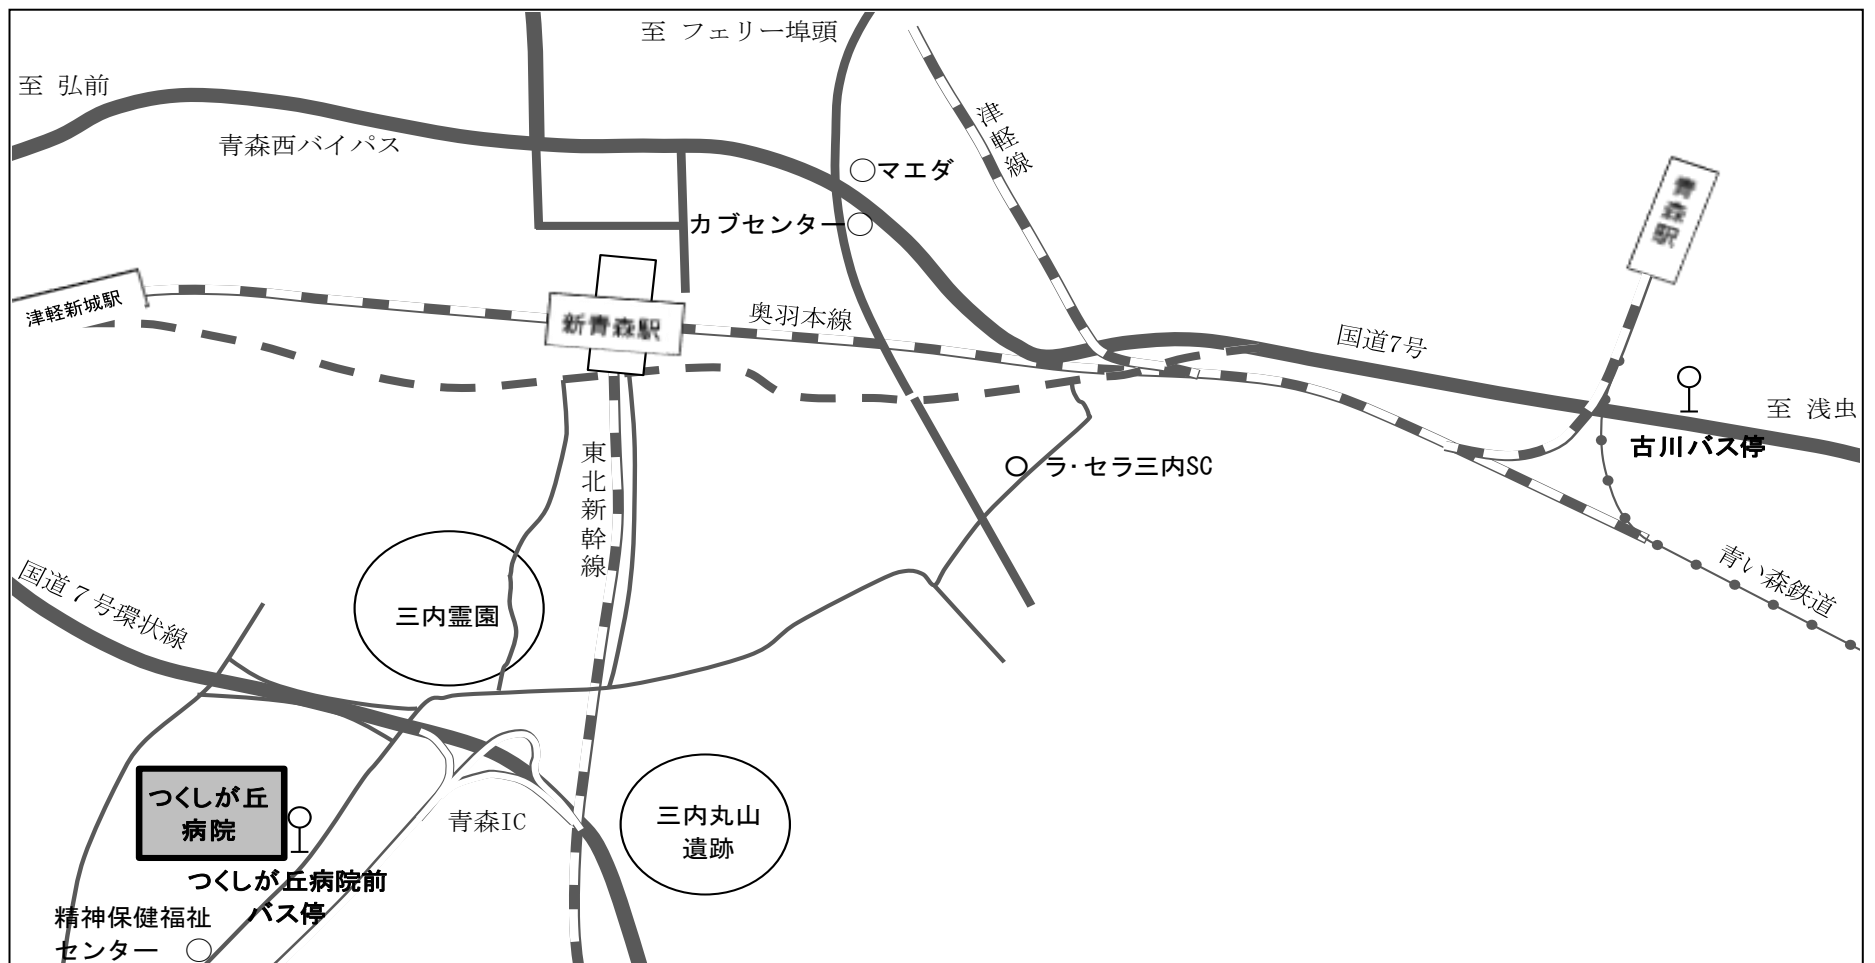 至 フェリー埠頭
至 弘前
青森西バイパス
津軽線
マエダ
カブセンター
青森駅
津軽新城駅
新青森駅
奥羽本線
国道7号
至 浅虫
古川バス停
ラ・セラ三内SC
東北新幹線
青い森鉄道
国道7号環状線
三内霊園
つくしが丘
病院
青森IC
三内丸山
遺跡
つくしが丘病院前
バス停
精神保健福祉
センター